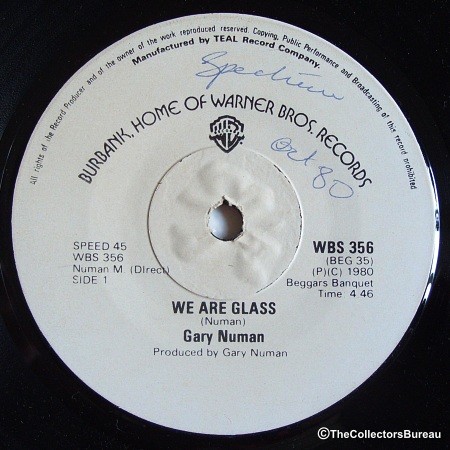 All rights of the Record Producer and of the owner of the work reproduced reserved. Copying, Public Performance and Broadcasting of this record prohibited.
Manufactured by TEAL Record Company.
Spectrum
BURBANK, HOME OF WARNER BROS. RECORDS
Oct 80
SPEED 45
WBS 356
Numan M. (DIrect)
SIDE 1
WBS 356
(BEG 35)
(P)(C) 1980
Beggars Banquet
Time: 4 46
WE ARE GLASS
(Numan)
Gary Numan
Produced by Gary Numan
©TheCollectorsBureau